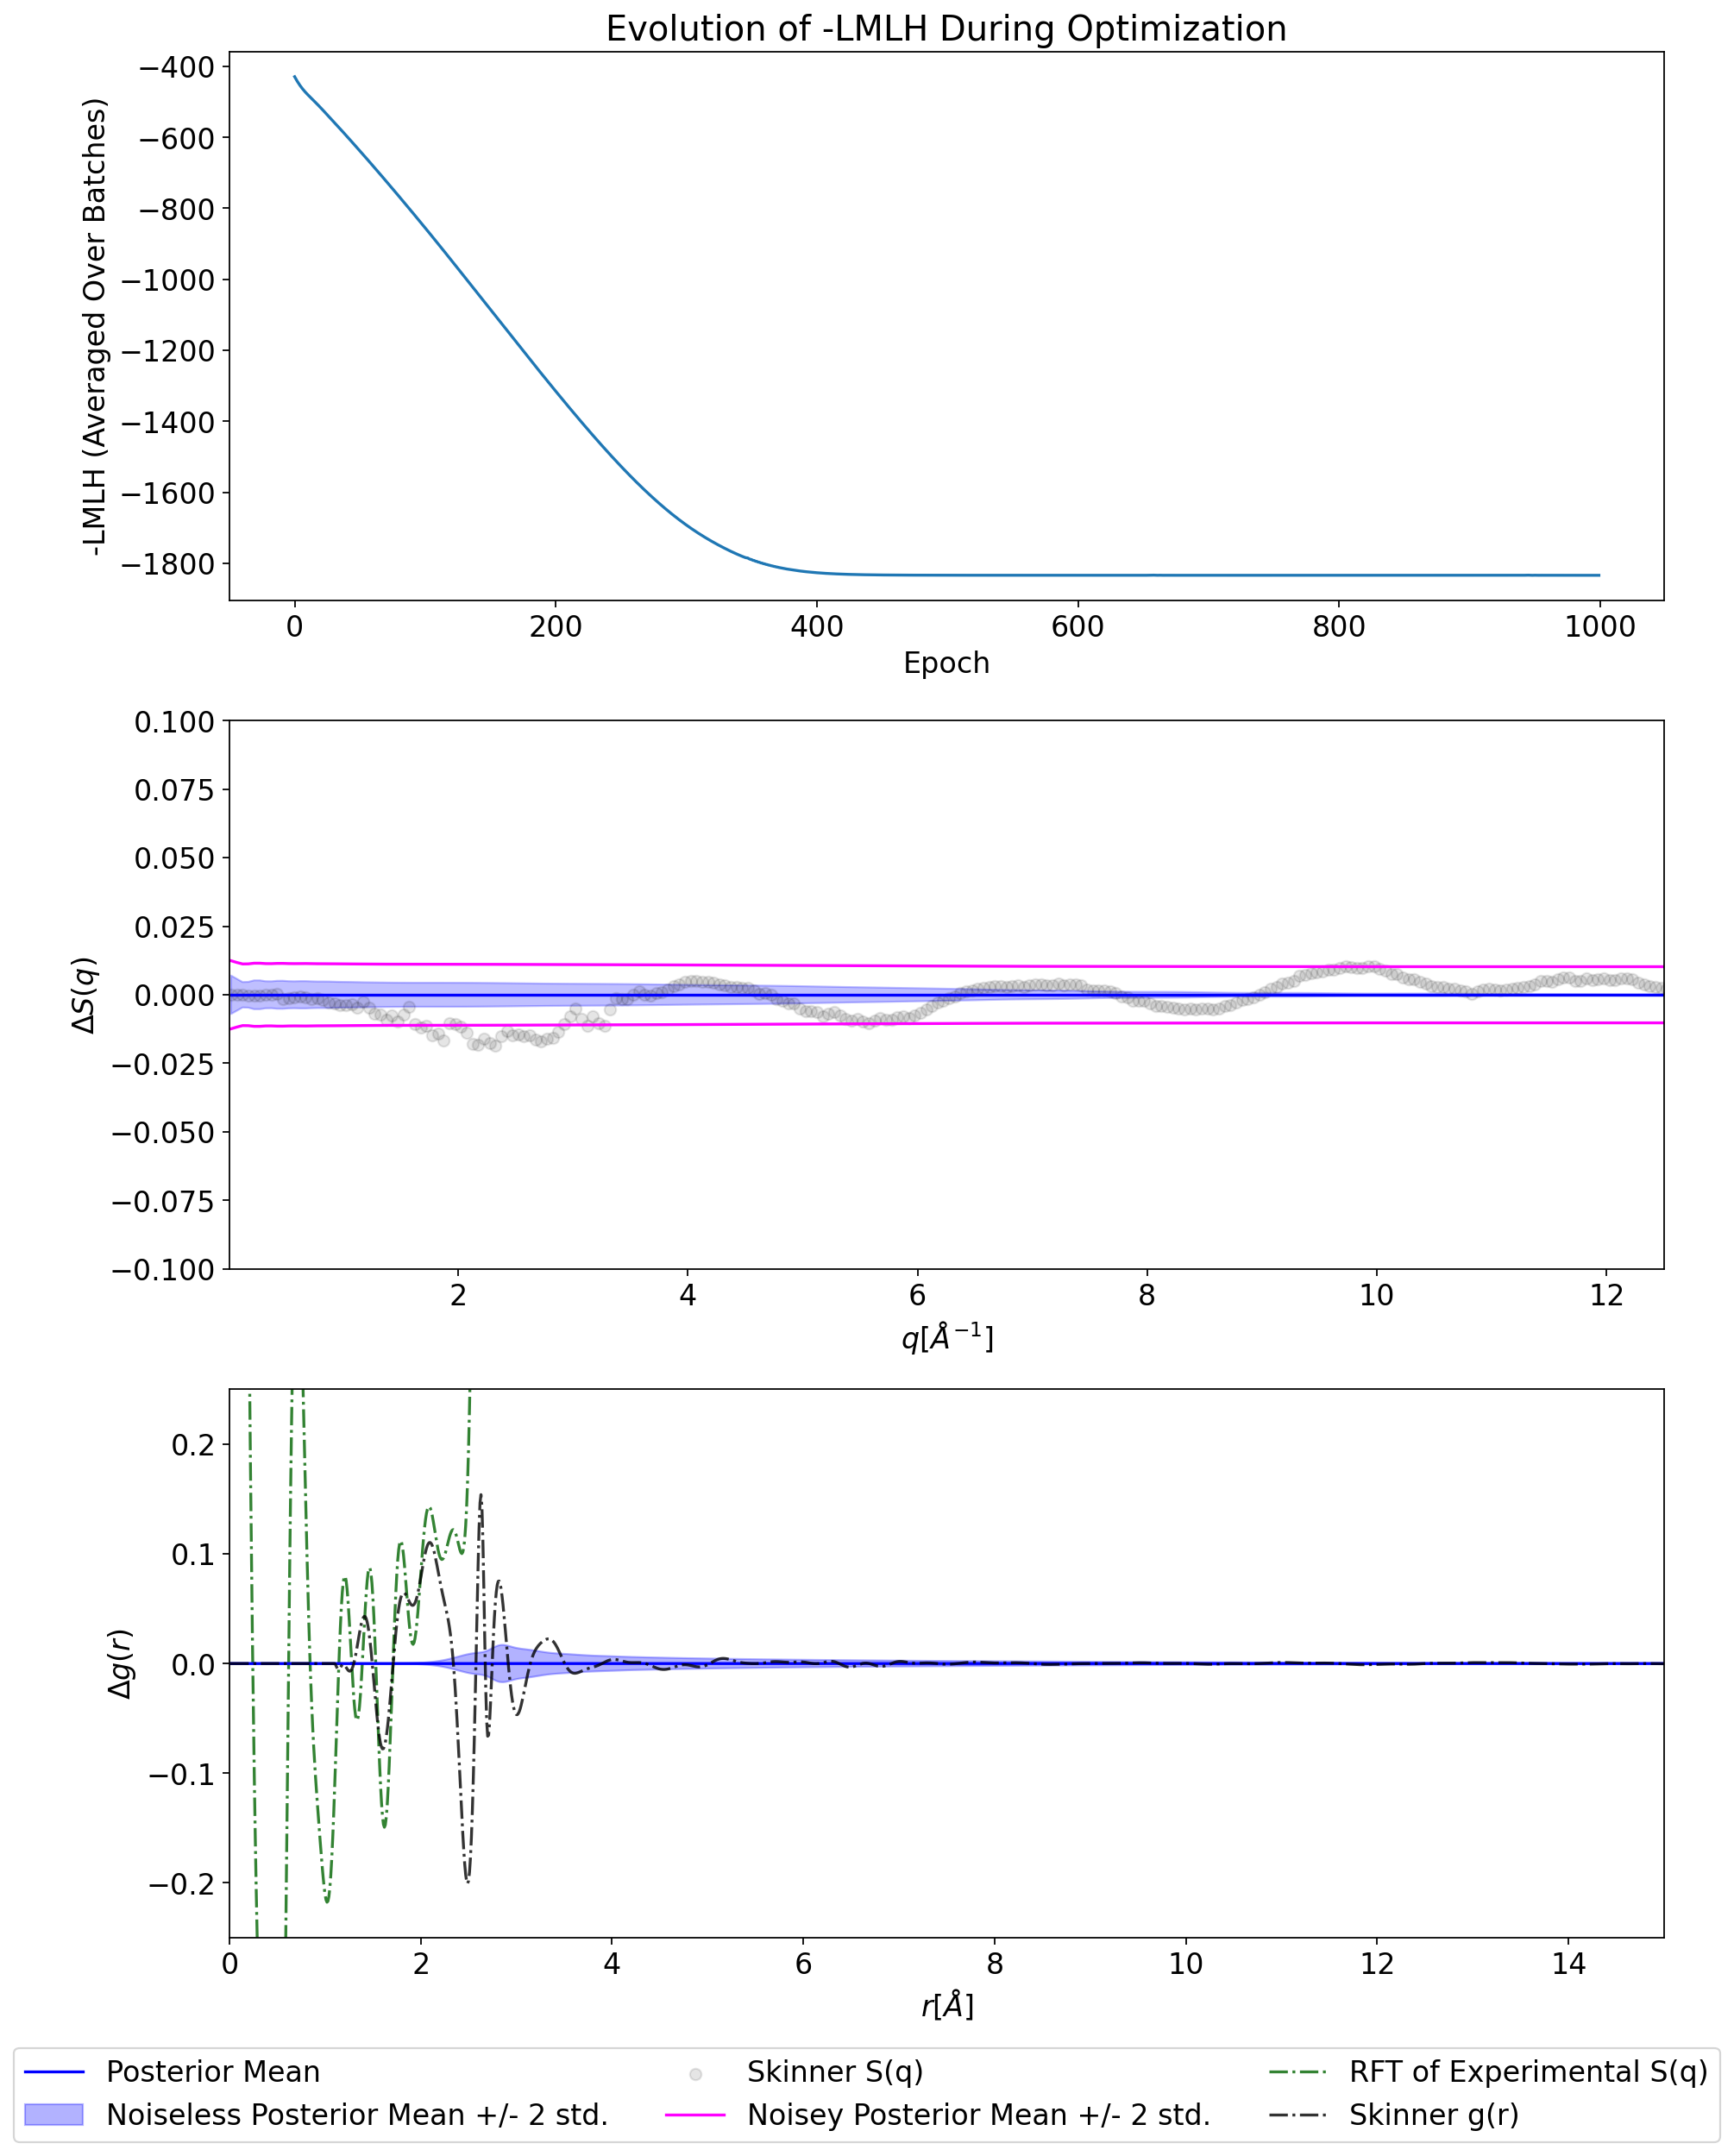 Evolution of -LMLH During Optimization
-LMLH (Averaged Over Batches)
−400
−600
−800
−1000
−1200
−1400
−1600
−1800
0 200 400 600 800 1000
Epoch
ΔS(q)
0.100
0.075
0.050
0.025
0.000
−0.025
−0.050
−0.075
−0.100
2 4 6 8 10 12
q[Å⁻¹]
Δg(r)
0.2
0.1
0.0
−0.1
−0.2
0 2 4 6 8 10 12 14
r[Å]
Posterior Mean
Noiseless Posterior Mean +/- 2 std.
Skinner S(q)
Noisey Posterior Mean +/- 2 std.
RFT of Experimental S(q)
Skinner g(r)